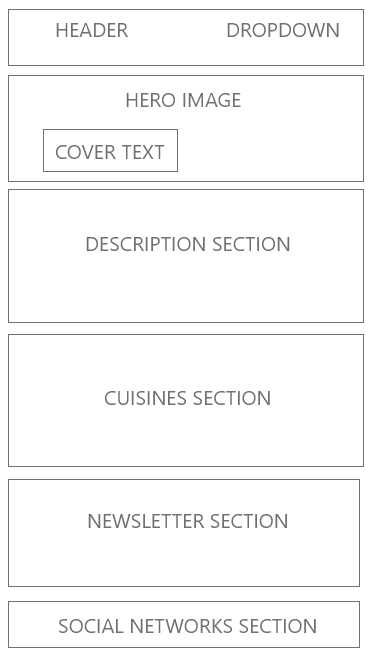 HEADER DROPDOWN
HERO IMAGE
COVER TEXT
DESCRIPTION SECTION
CUISINES SECTION
NEWSLETTER SECTION
SOCIAL NETWORKS SECTION